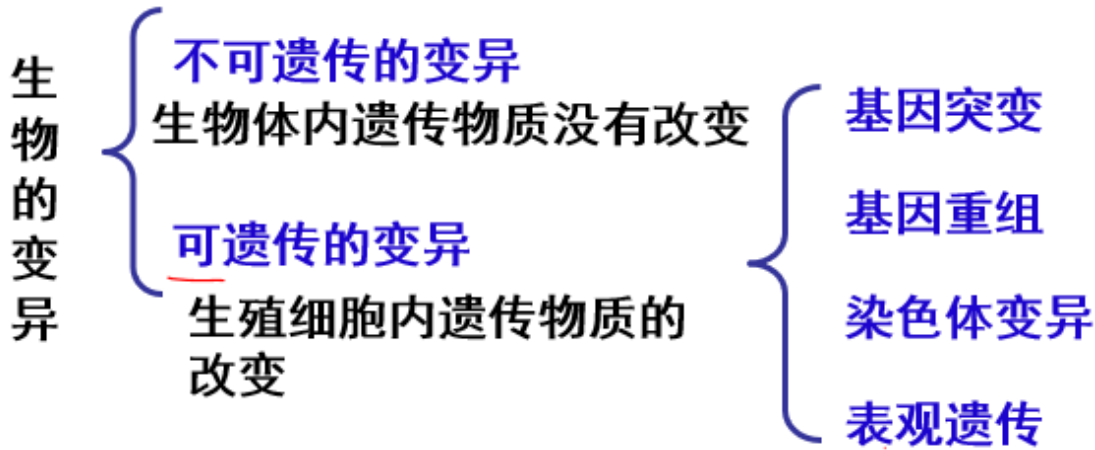 生物的变异
不可遗传的变异
生物体内遗传物质没有改变
可遗传的变异
生殖细胞内遗传物质的
改变
基因突变
基因重组
染色体变异
表观遗传